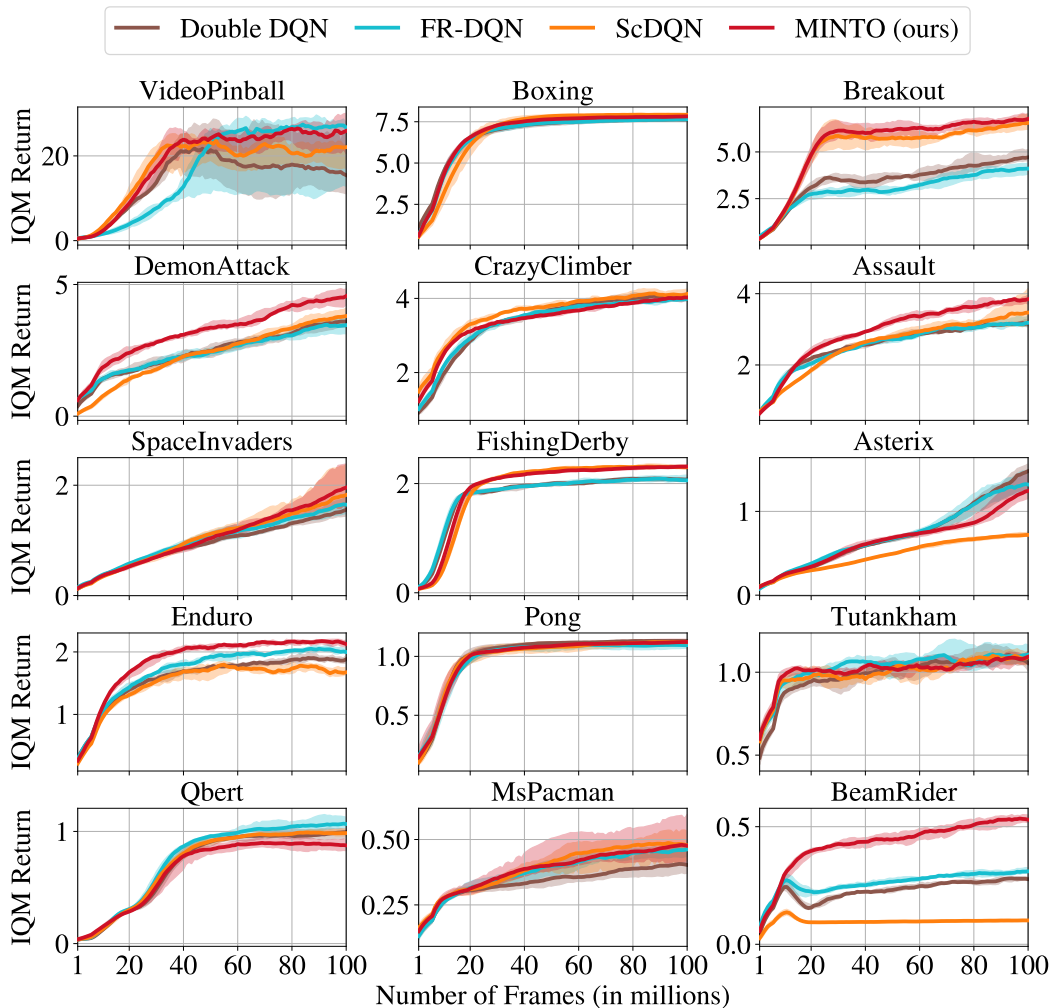 Double DQN FR-DQN ScDQN MINTO (ours)
VideoPinball Boxing Breakout
IQM Return
20
0
7.5
5.0
2.5
5.0
2.5
DemonAttack CrazyClimber Assault
IQM Return
5
0
4
2
4
2
SpaceInvaders FishingDerby Asterix
IQM Return
2
0
2
0
1
0
Enduro Pong Tutankham
IQM Return
2
1
1.0
0.5
1.0
0.5
Qbert MsPacman BeamRider
IQM Return
1
0
0.50
0.25
0.5
0.0
1 20 40 60 80 100 1 20 40 60 80 100 1 20 40 60 80 100
Number of Frames (in millions)